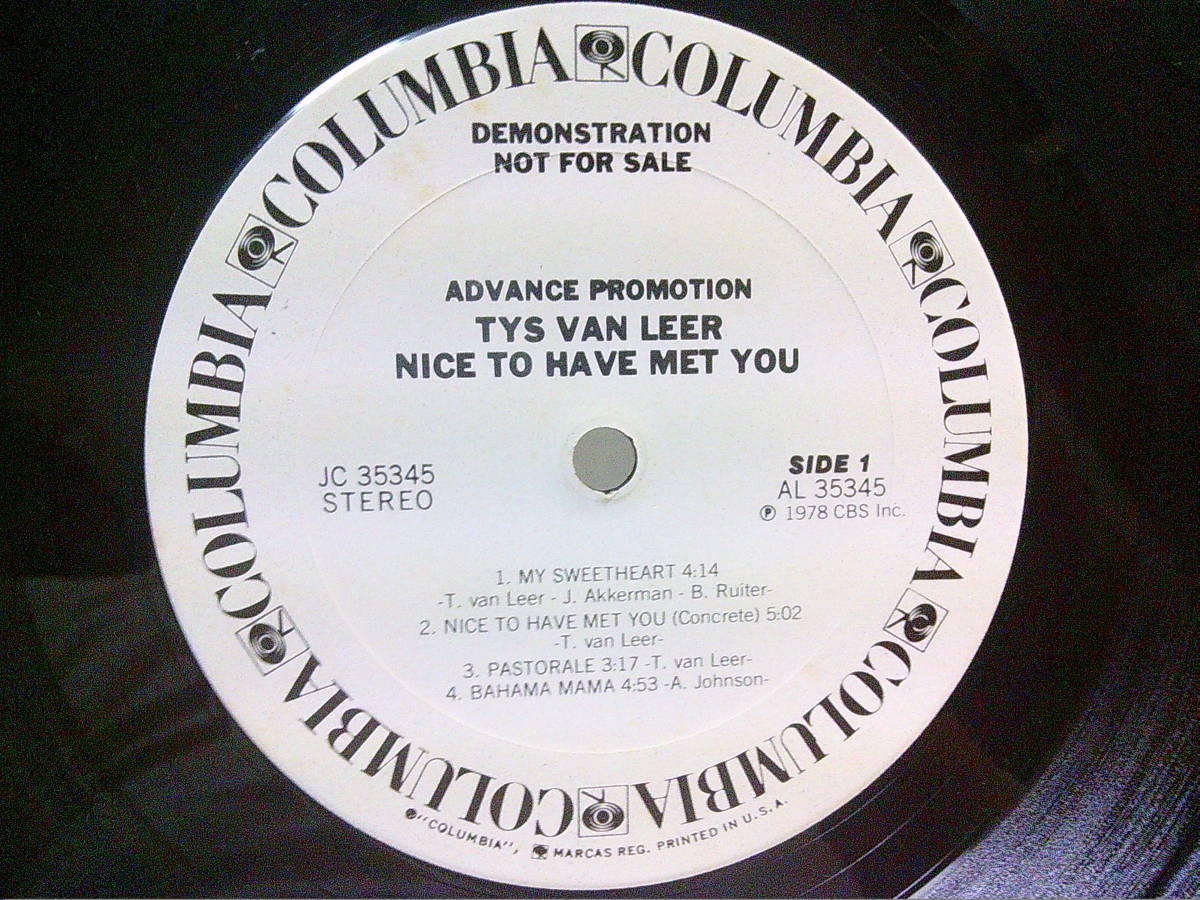 COLUMBIA COLUMBIA COLUMBIA COLUMBIA COLUMBIA COLUMBIA
DEMONSTRATION
NOT FOR SALE
ADVANCE PROMOTION
TYS VAN LEER
NICE TO HAVE MET YOU
JC 35345
STEREO
SIDE 1
AL 35345
℗ 1978 CBS Inc.
1. MY SWEETHEART 4:14
-T. van Leer - J. Akkerman - B. Ruiter-
2. NICE TO HAVE MET YOU (Concrete) 5:02
-T. van Leer-
3. PASTORALE 3:17 -T. van Leer-
4. BAHAMA MAMA 4:53 -A. Johnson-
"COLUMBIA", MARCAS REG. PRINTED IN U.S.A.